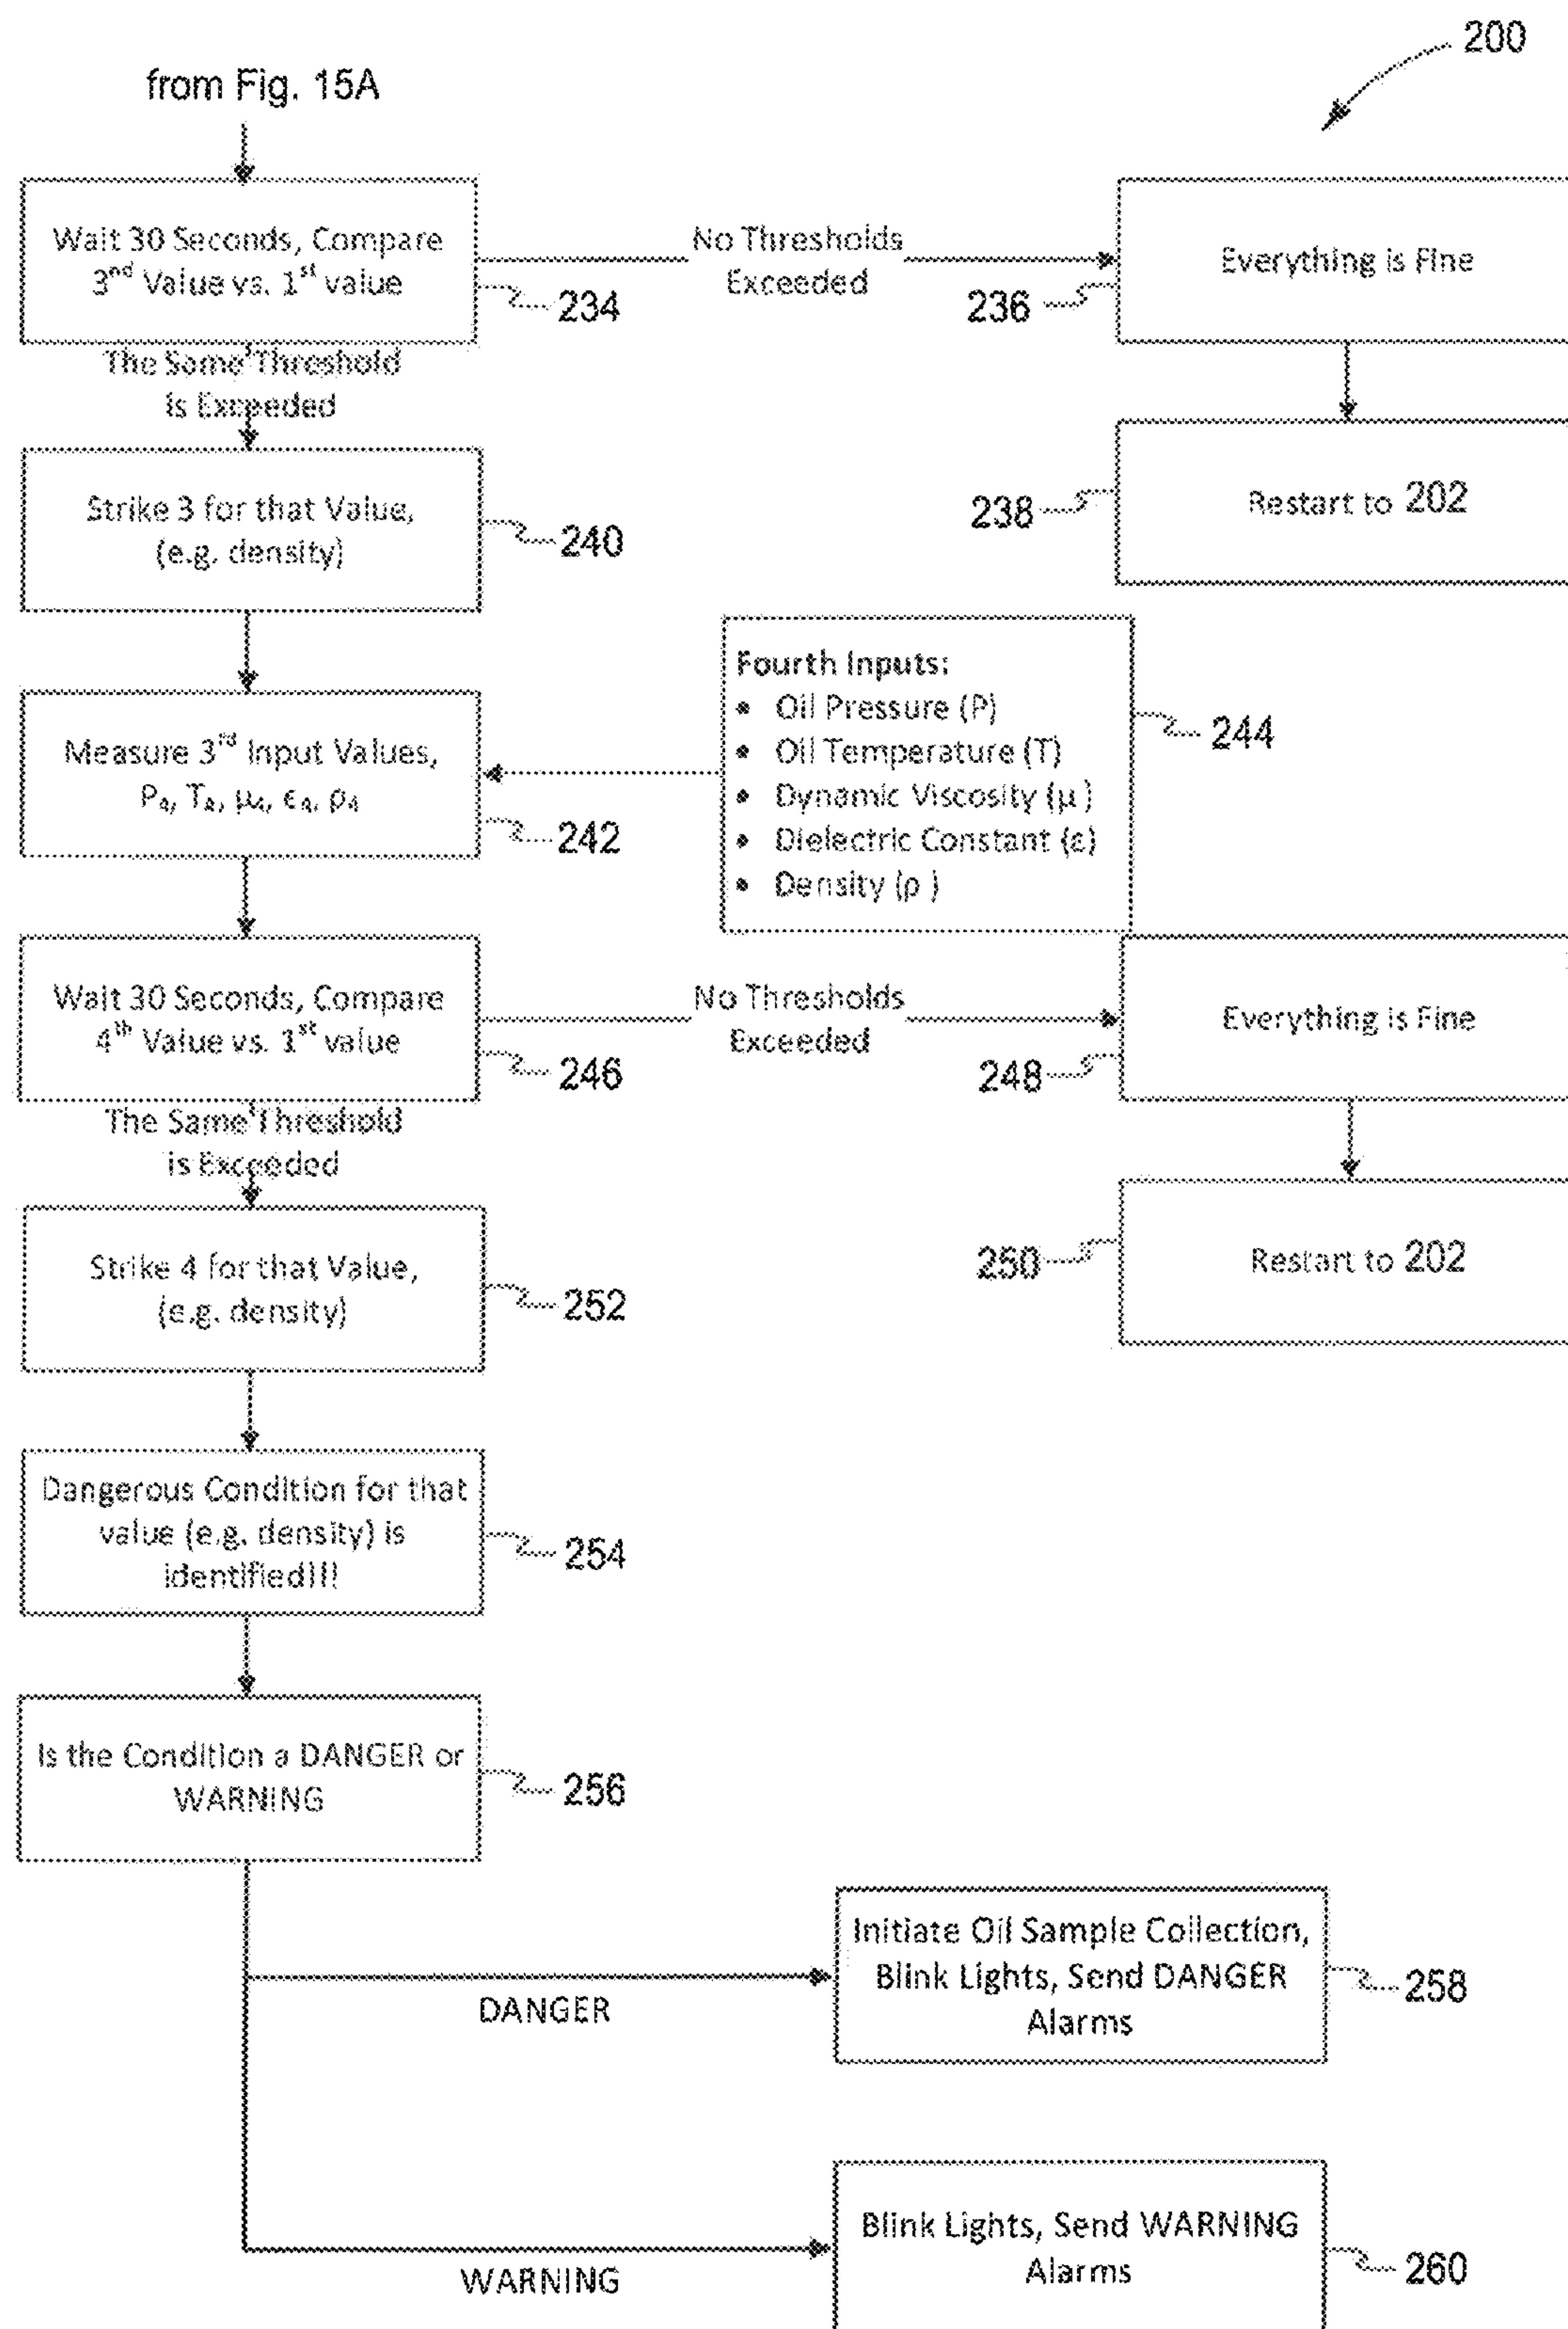 200
from Fig. 15A
Wait 30 Seconds, Compare
3rd Value vs. 1st value
234
No Thresholds
Exceeded
236
Everything is Fine
The Same Threshold
is Exceeded
238
Restart to 202
Strike 3 for that Value,
(e.g. density)
240
Measure 3rd Input Values,
P4, T4, μ4, ε4, ρ4
242
Fourth Inputs:
• Oil Pressure (P)
• Oil Temperature (T)
• Dynamic Viscosity (μ )
• Dielectric Constant (ε)
• Density (ρ )
244
Wait 30 Seconds, Compare
4th Value vs. 1st value
246
No Thresholds
Exceeded
248
Everything is Fine
The Same Threshold
is Exceeded
250
Restart to 202
Strike 4 for that Value,
(e.g. density)
252
Dangerous Condition for that
value (e.g. density) is
identified!!!
254
Is the Condition a DANGER or
WARNING
256
DANGER
Initiate Oil Sample Collection,
Blink Lights, Send DANGER
Alarms
258
WARNING
Blink Lights, Send WARNING
Alarms
260